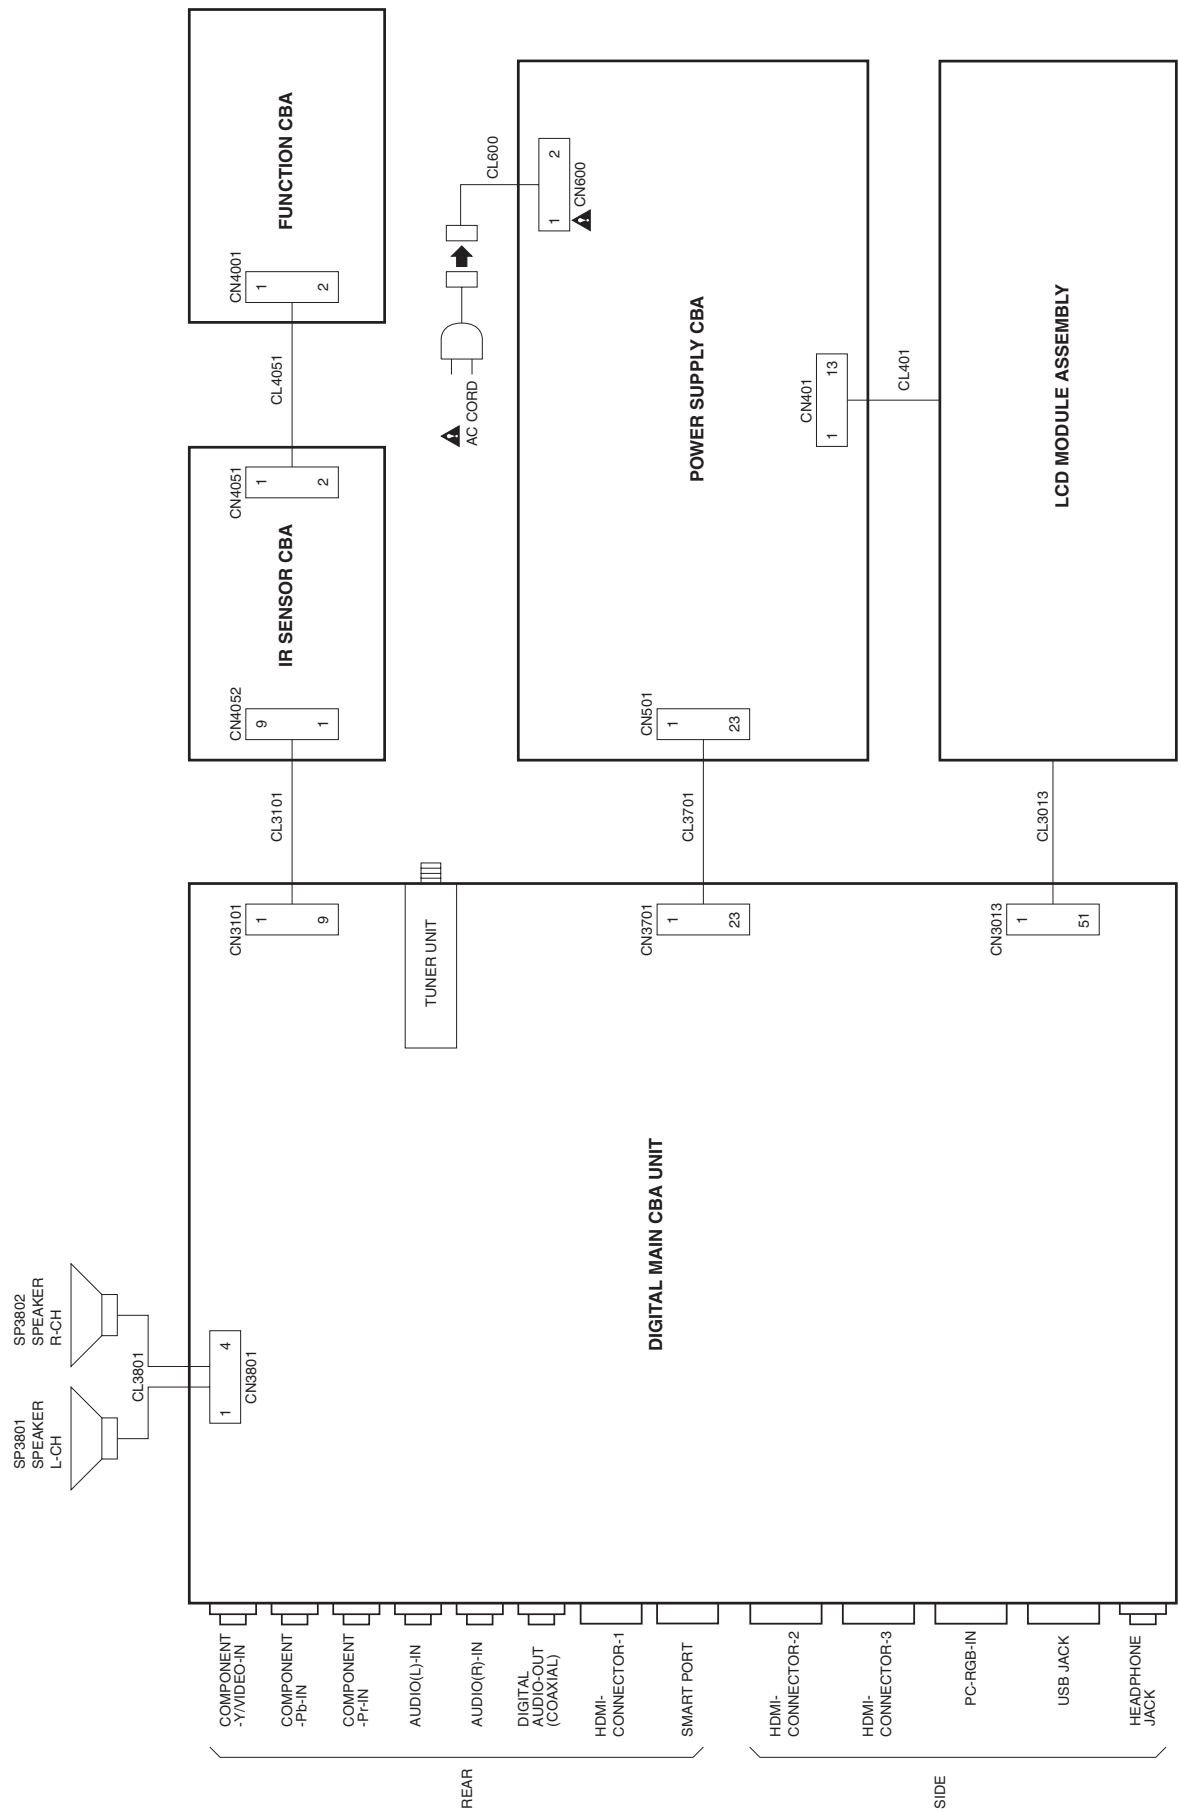 SP3801
SPEAKER
L-CH
SP3802
SPEAKER
R-CH
CL3801
1 4
CN3801
COMPONENT
-Y/VIDEO-IN
COMPONENT
-Pb-IN
COMPONENT
-Pr-IN
AUDIO(L)-IN
AUDIO(R)-IN
DIGITAL
AUDIO-OUT
(COAXIAL)
HDMI-
CONNECTOR-1
SMART PORT
REAR
HDMI-
CONNECTOR-2
HDMI-
CONNECTOR-3
PC-RGB-IN
USB JACK
HEADPHONE
JACK
SIDE
DIGITAL MAIN CBA UNIT
TUNER UNIT
CN3101
1
9
CL3101
CN4052
9
1
IR SENSOR CBA
CN4051
1
2
CL4051
CN4001
1
2
FUNCTION CBA
AC CORD
CL600
1 2
CN600
CN3701
1
23
CL3701
CN501
1
23
POWER SUPPLY CBA
CN401
1 13
CL401
CN3013
1
51
CL3013
LCD MODULE ASSEMBLY